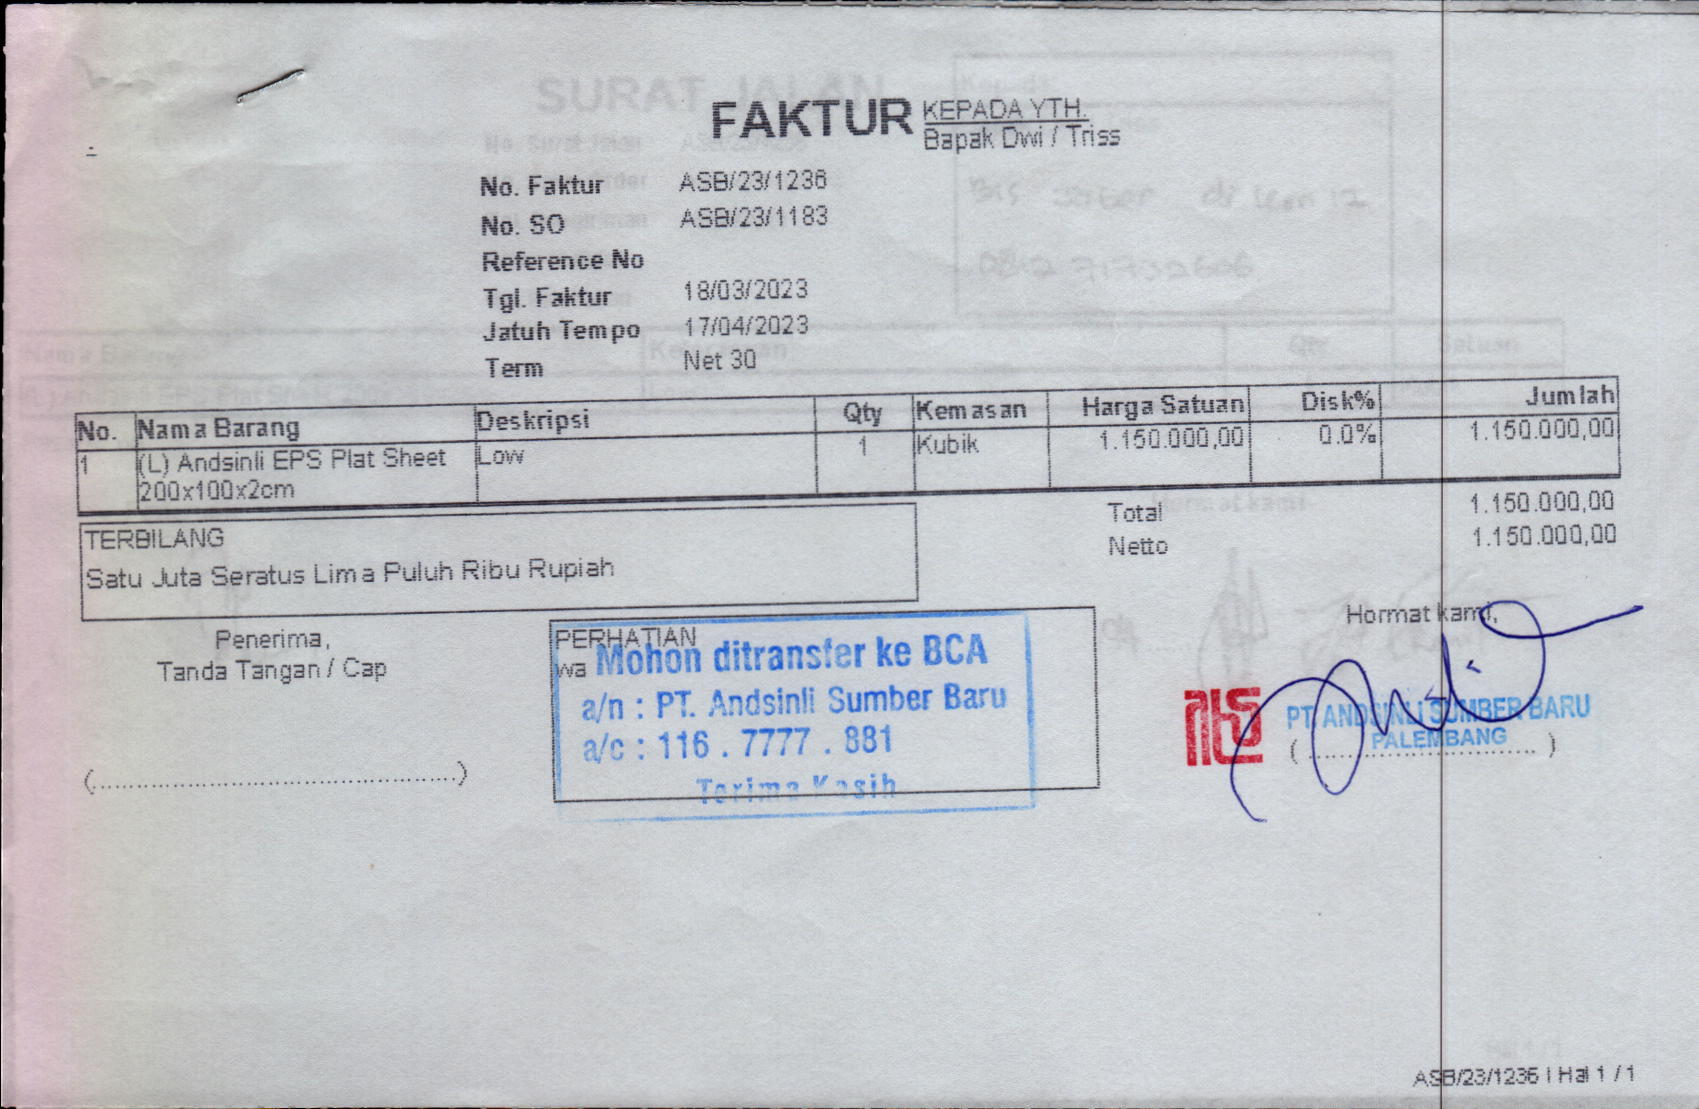 SURAT JALAN
FAKTUR
KEPADA YTH.
Bapak Dwi / Triss
No. Faktur ASB/23/1236
No. SO ASB/23/1183
Reference No
Tgl. Faktur 18/03/2023
Jatuh Tempo 17/04/2023
Term Net 30
No. Nama Barang Deskripsi Qty Kemasan Harga Satuan Disk% Jumlah
1 (L) Andsinli EPS Plat Sheet Low 1 Kubik 1.150.000,00 0.0% 1.150.000,00
200x100x2cm
Total 1.150.000,00
Netto 1.150.000,00
TERBILANG
Satu Juta Seratus Lima Puluh Ribu Rupiah
Penerima,
Tanda Tangan / Cap
(................................................)
PERHATIAN
wa
Mohon ditransfer ke BCA
a/n : PT. Andsinli Sumber Baru
a/c : 116 . 7777 . 881
Terima Kasih
Hormat kami,
PT. ANDSINLI SUMBER BARU
PALEMBANG
(..............................)
ASB/23/1236 | Hal 1 / 1